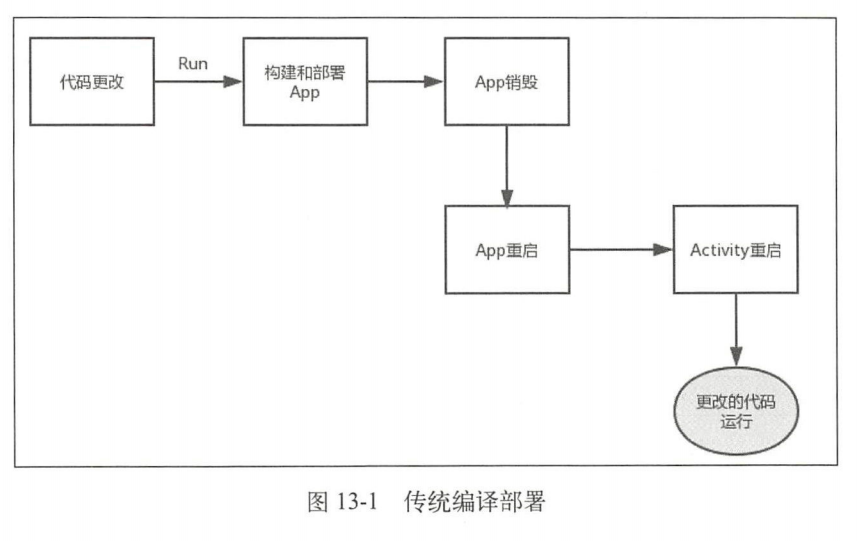 代码更改
Run
构建和部署
App
App销毁
App重启
Activity重启
更改的代码
运行
图 13-1 传统编译部署